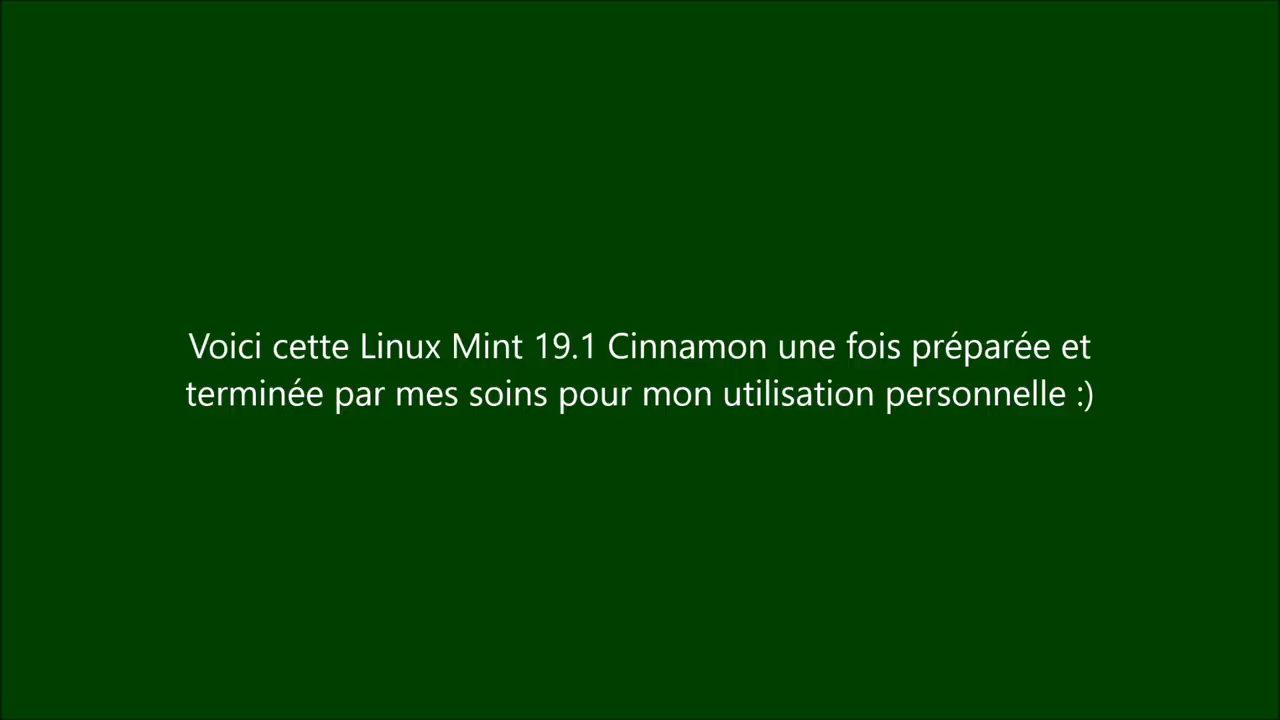 Voici cette Linux Mint 19.1 Cinnamon une fois préparée et
terminée par mes soins pour mon utilisation personnelle :)